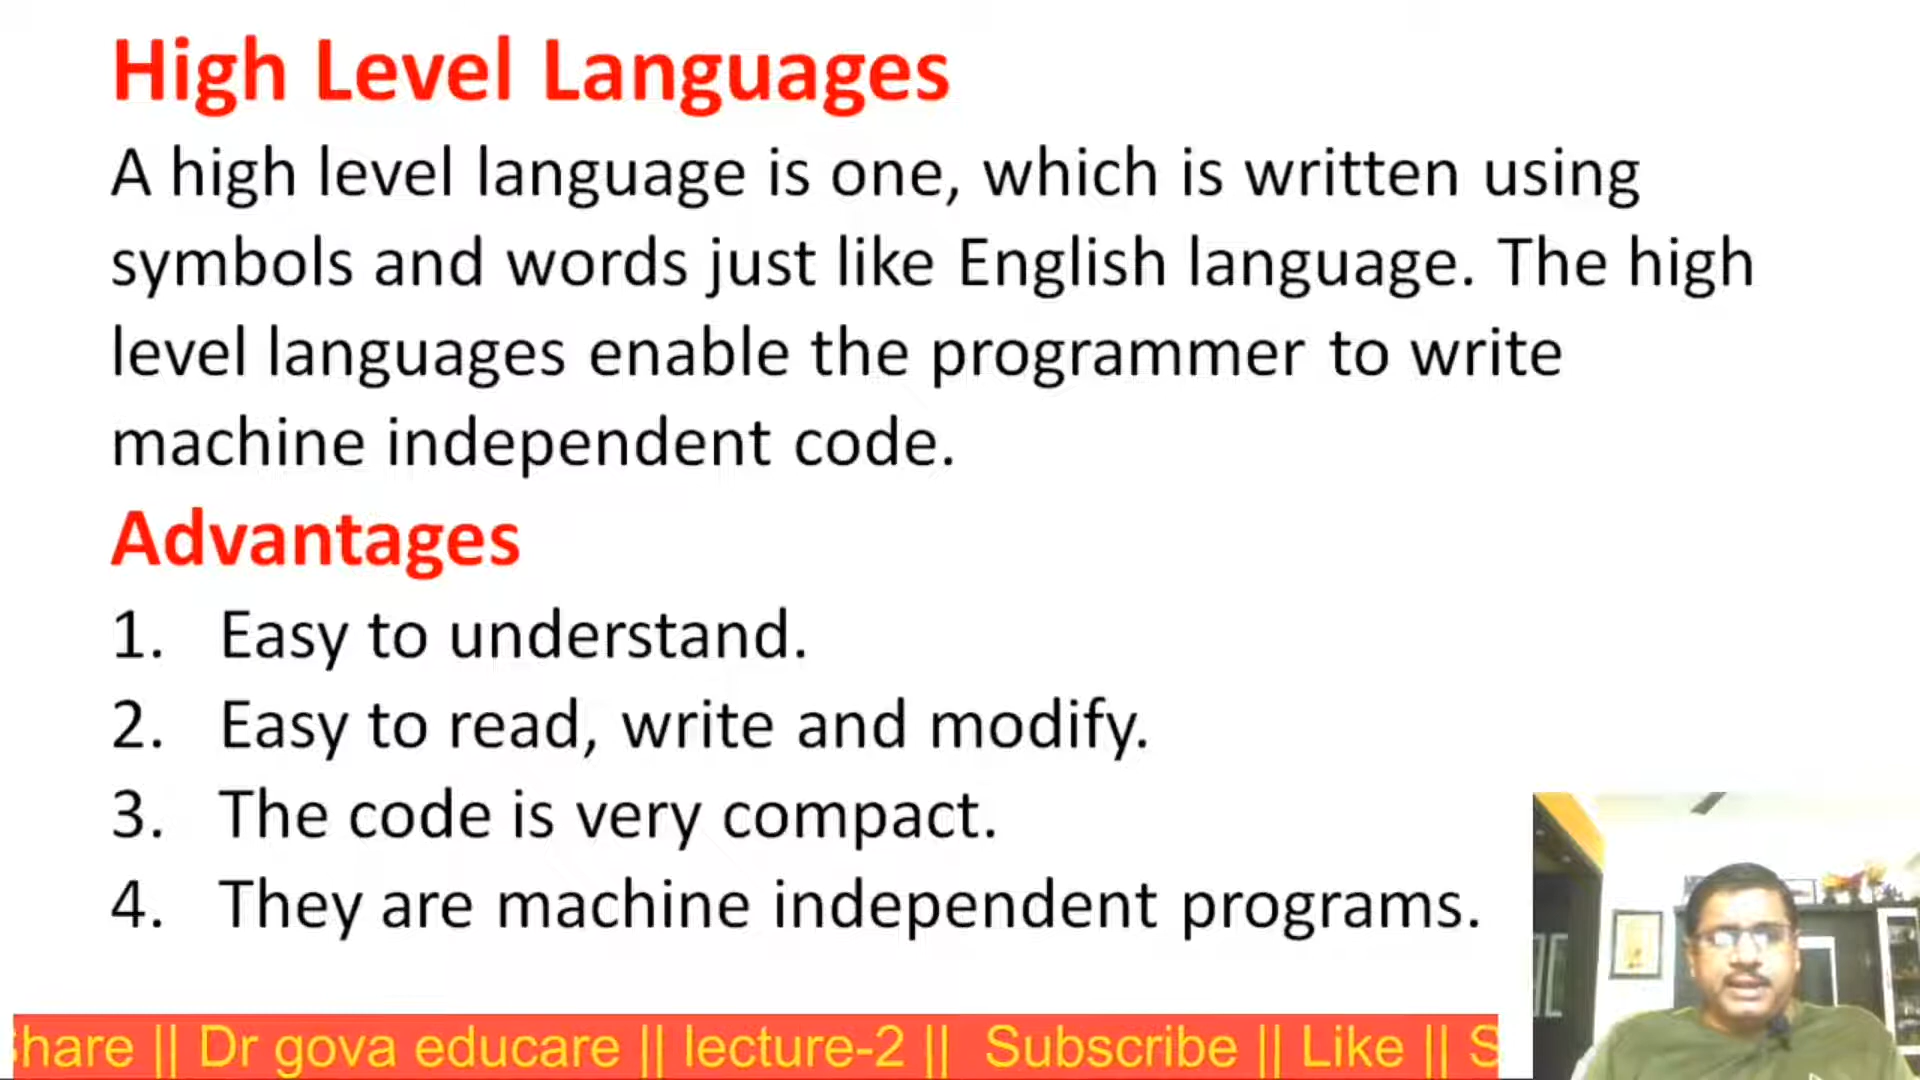 High Level Languages
A high level language is one, which is written using
symbols and words just like English language. The high
level languages enable the programmer to write
machine independent code.
Advantages
1. Easy to understand.
2. Easy to read, write and modify.
3. The code is very compact.
4. They are machine independent programs.
hare || Dr gova educare || lecture-2 || Subscribe || Like || S